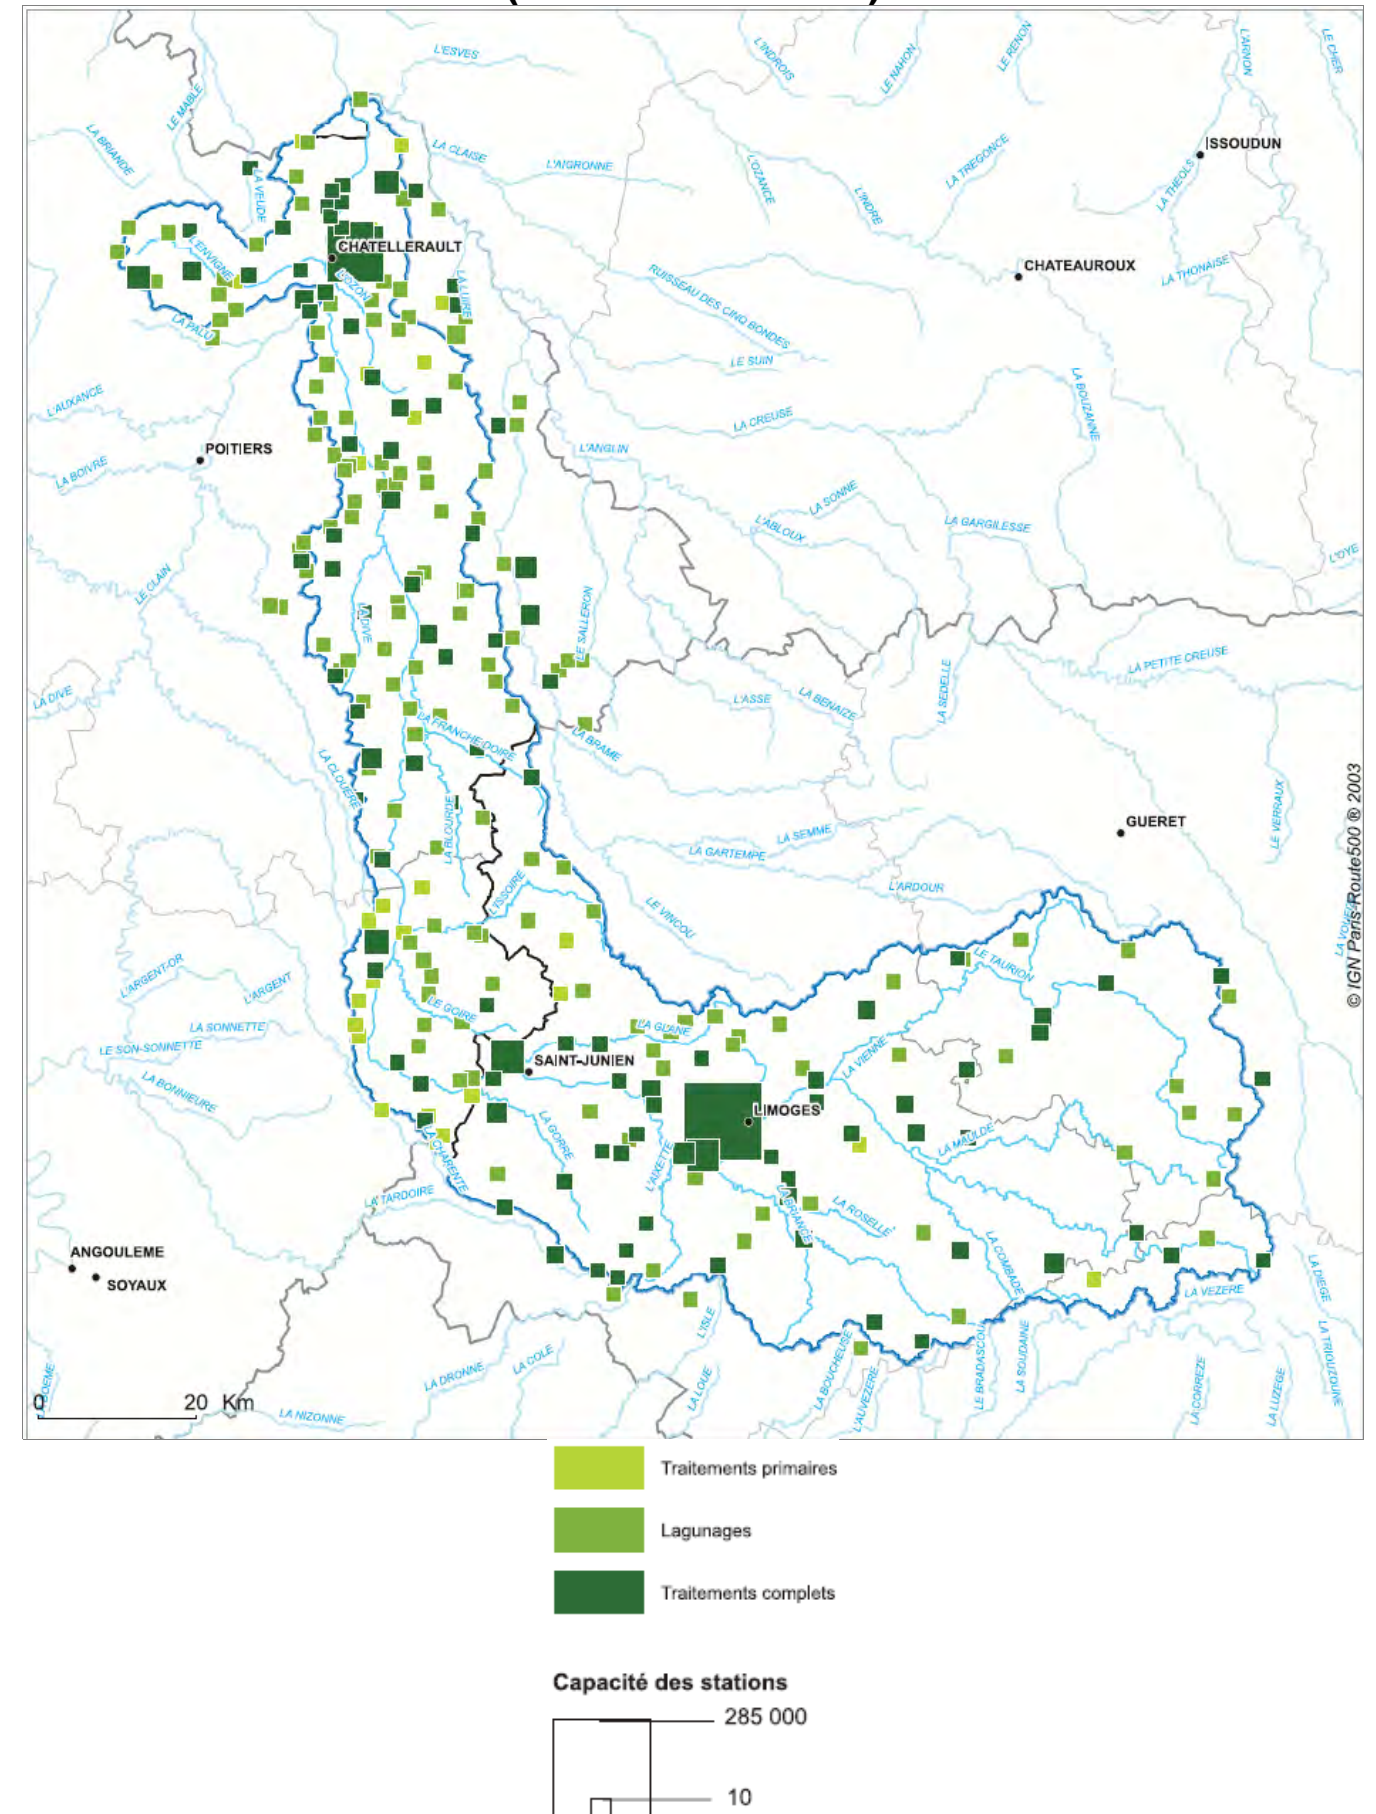 L'ESVES
L'INDROIS
LE NAHON
LE RENON
L'ARNON
LE CHER
LE MABLE
LA BRIANDE
LA CLAISE
L'AIGRONNE
L'OZANCE
L'INDRE
LA TREGONCE
ISSOUDUN
LA THEOLS
LA VEUDE
L'ENVIGNE
CHATELLERAULT
L'OZON
LA LUIRE
RUISSEAU DES CINQ BONDES
CHATEAUROUX
LA THONAISE
LA PALU
LE SUIN
L'AUXANCE
LA CREUSE
LA BOUZANNE
POITIERS
LA BOIVRE
L'ANGLIN
LA SONNE
L'ABLOUX
LA GARGILESSE
L'OYE
LE CLAIN
LA DIVE
LE SALLERON
LA PETITE CREUSE
LA DIVE
L'ASSE
LA BENAIZE
LA SEDELLE
LA FRANCHE DOIRE
LA BRAME
LA CLOUERE
LA BLOURDE
LA SEMME
LA GARTEMPE
GUERET
LE VERRAUX
L'ISSOIRE
LE VINCOU
L'ARDOUR
© IGN Paris-Route500 ® 2003
L'ARGENT-OR
L'ARGENT
LE TAURION
LE GOIRE
LA SONNETTE
LA GLANE
LE SON-SONNETTE
SAINT-JUNIEN
LA VIENNE
LA BONNIEURE
LIMOGES
LA GORRE
LA MAULDE
LA CHARENTE
L'AIXETTE
LA TARDOIRE
LA BRIANCE
LA ROSELLE
ANGOULEME
SOYAUX
LA COMBADE
LA DIEGE
LA VEZERE
L'ISLE
LA BOUCHEUSE
L'AUVEZERE
LE BRADASCOU
LA SOUDAINE
LA TRIOUZOUNE
LA DRONNE
LA COLE
LA LOUE
LA CORREZE
LA LUZEGE
0 20 Km
LA NIZONNE
Traitements primaires
Lagunages
Traitements complets
Capacité des stations
285 000
10